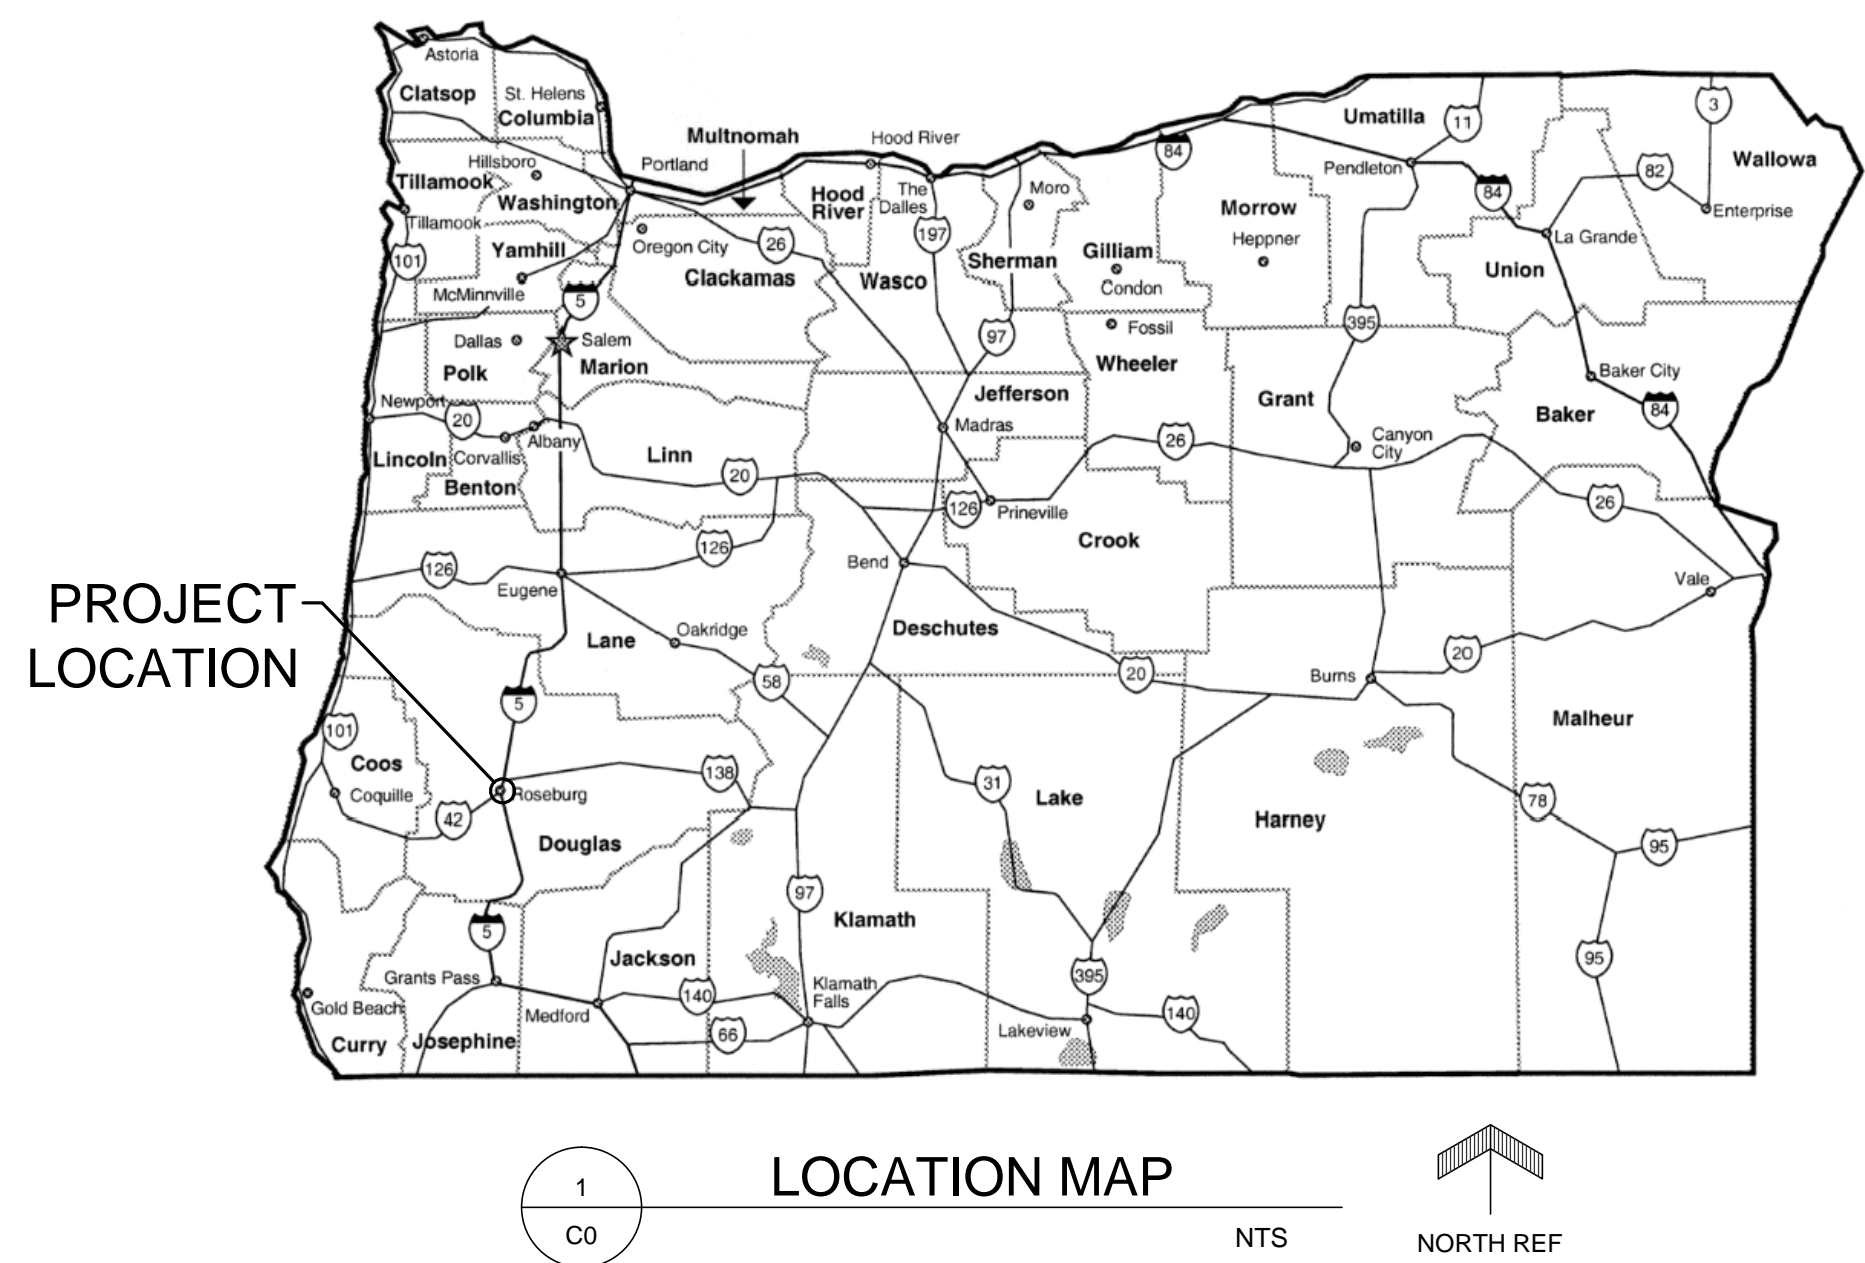 Astoria
Clatsop
St. Helens
Columbia
Multnomah
Hood River
Umatilla
11
3
Wallowa
84
Hillsboro
Portland
Pendleton
82
Tillamook
Washington
Hood
River
The
Dalles
Moro
84
Morrow
Heppner
Enterprise
Tillamook
101
Yamhill
Oregon City
26
197
Sherman
Gilliam
La Grande
Clackamas
Wasco
Condon
Union
McMinnville
5
Dallas
Salem
97
Fossil
395
Polk
Marion
Wheeler
Baker City
Jefferson
Grant
84
Newport
20
Albany
Madras
26
Canyon
City
Baker
Lincoln
Corvallis
Linn
20
Benton
126
Prineville
26
126
Crook
126
Bend
Eugene
Vale
PROJECT
LOCATION
Lane
Oakridge
Deschutes
20
58
20
Burns
5
101
Malheur
Coos
138
31
Coquille
Roseburg
Lake
78
42
Harney
Douglas
95
97
Klamath
5
Jackson
95
Grants Pass
140
Klamath
Falls
395
Gold Beach
Medford
140
66
Lakeview
Curry
Josephine
1
C0
LOCATION MAP
NTS
NORTH REF